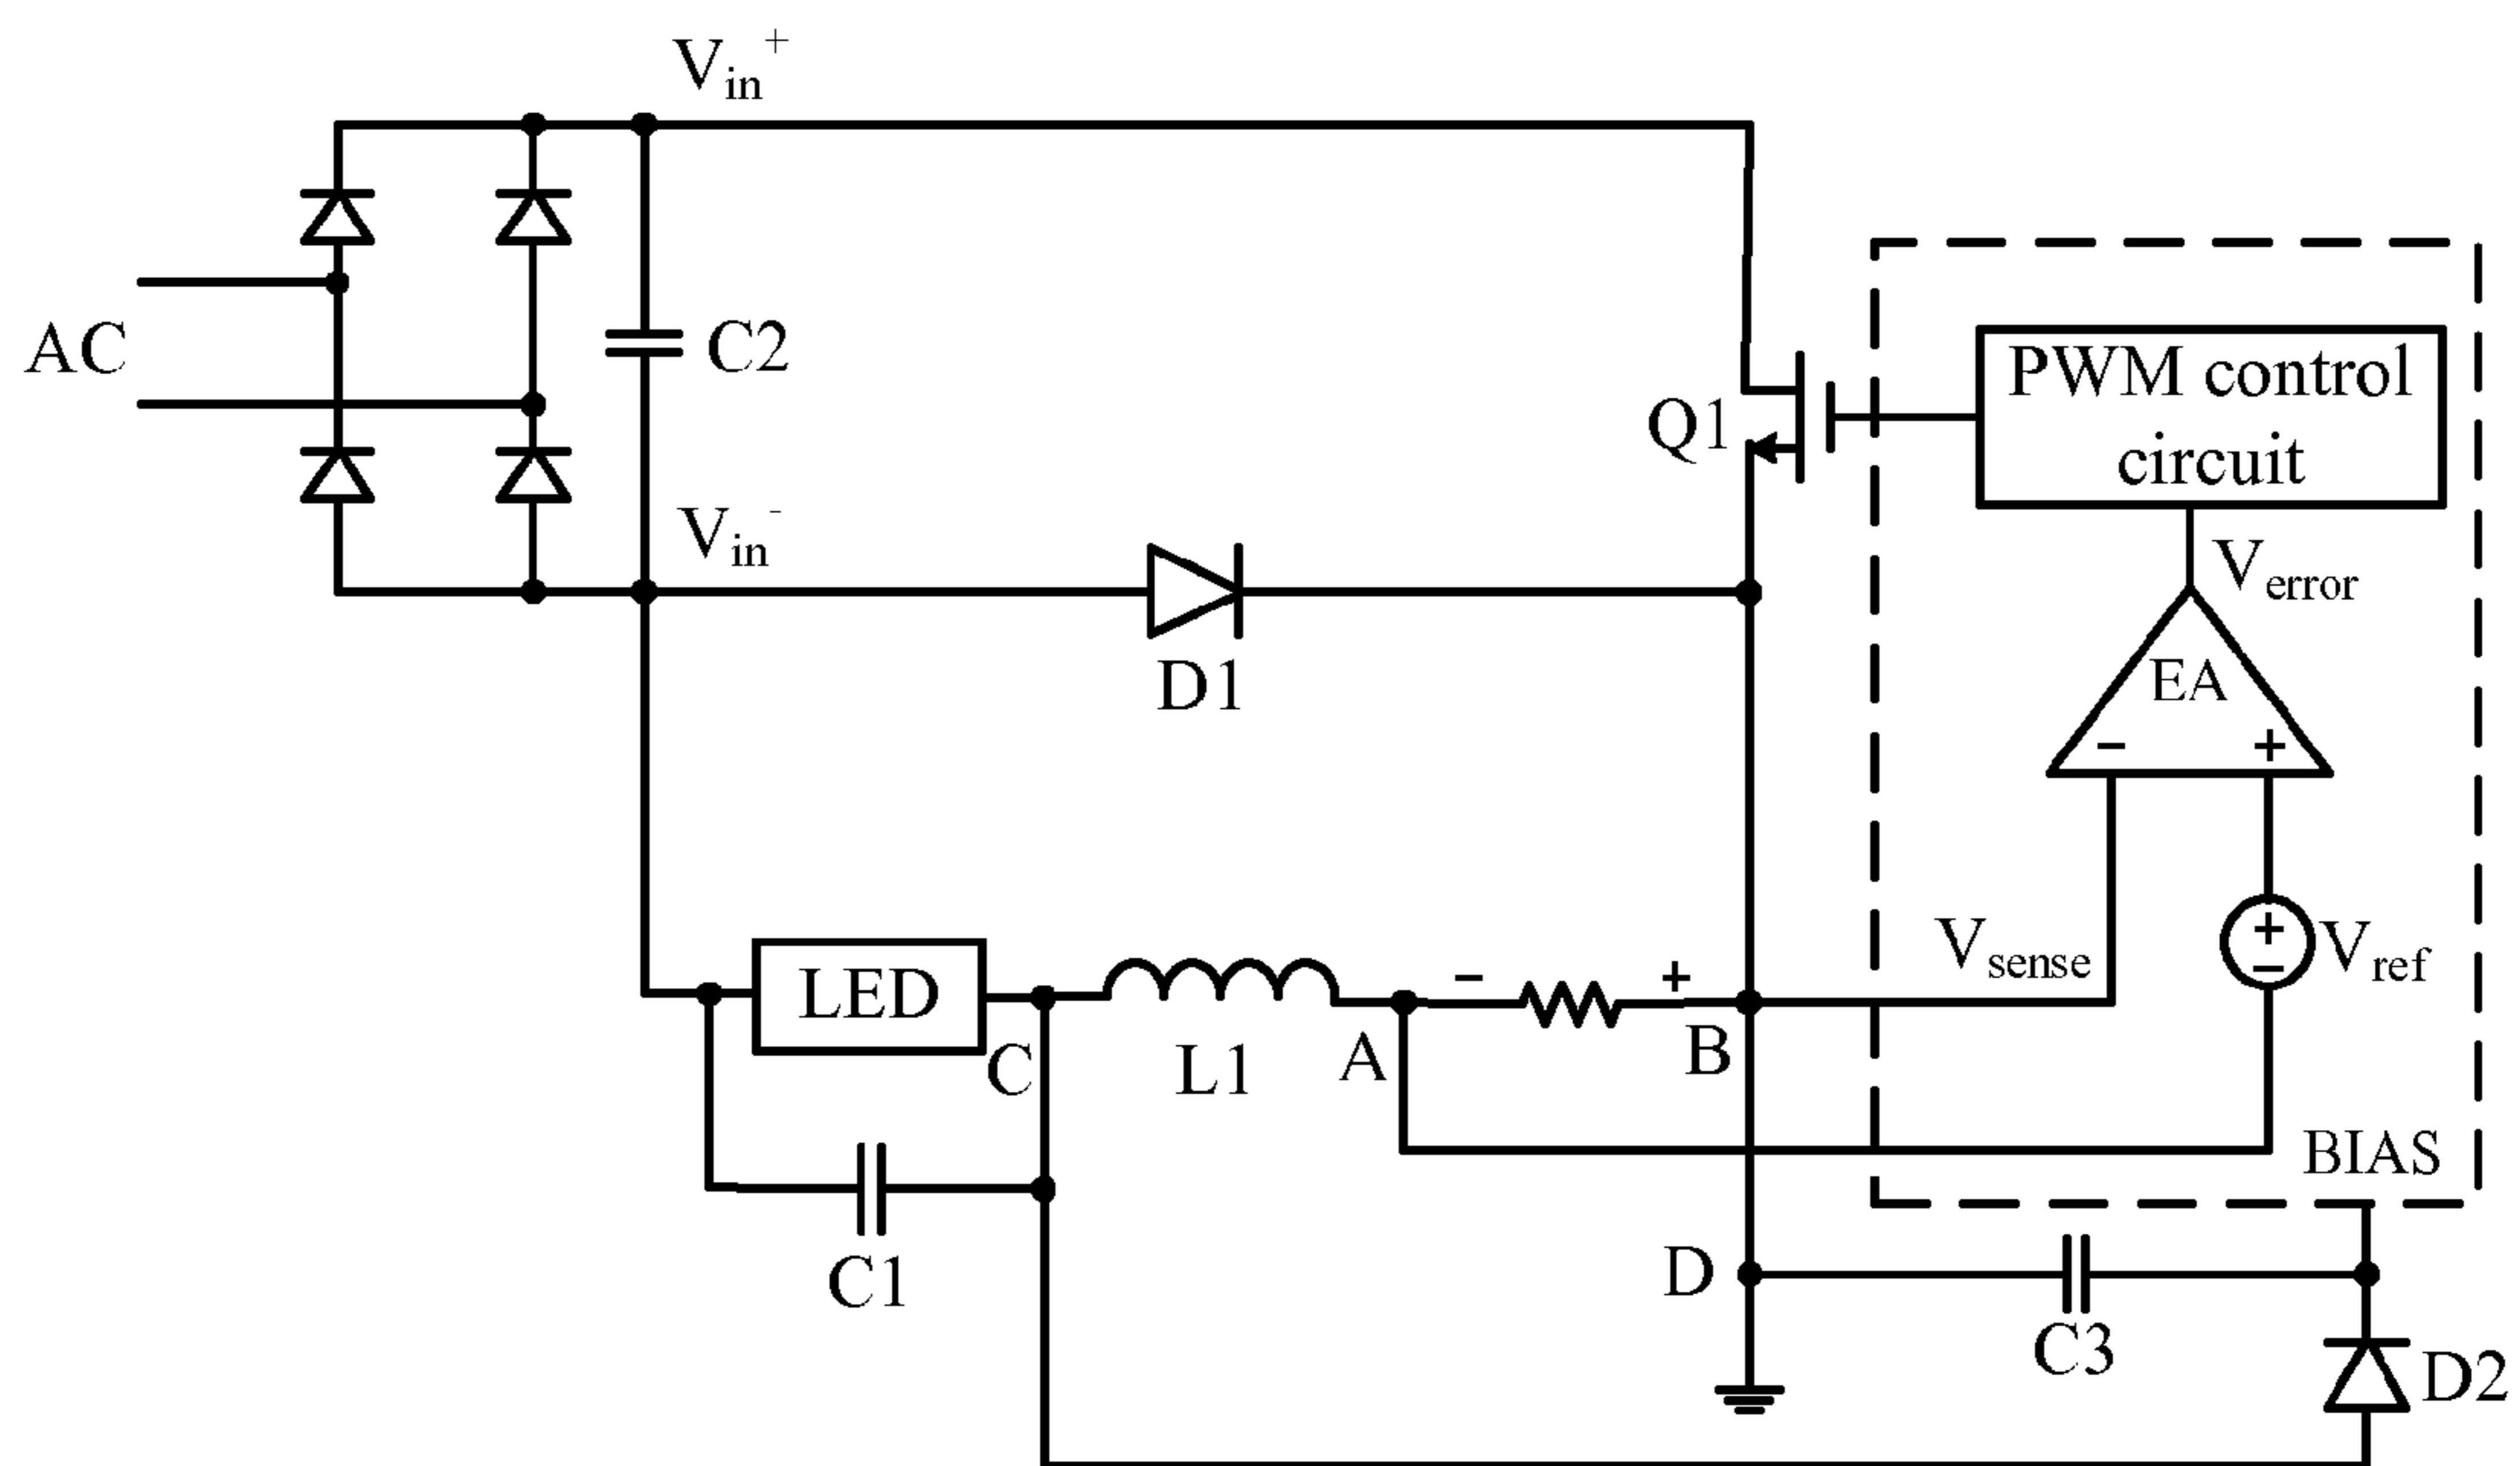 Vin+
AC
C2
Q1
PWM control
circuit
Vin-
Verror
D1
EA
- +
Vsense
+
-
Vref
LED
C
L1
A
- +
B
BIAS
C1
D
C3
D2